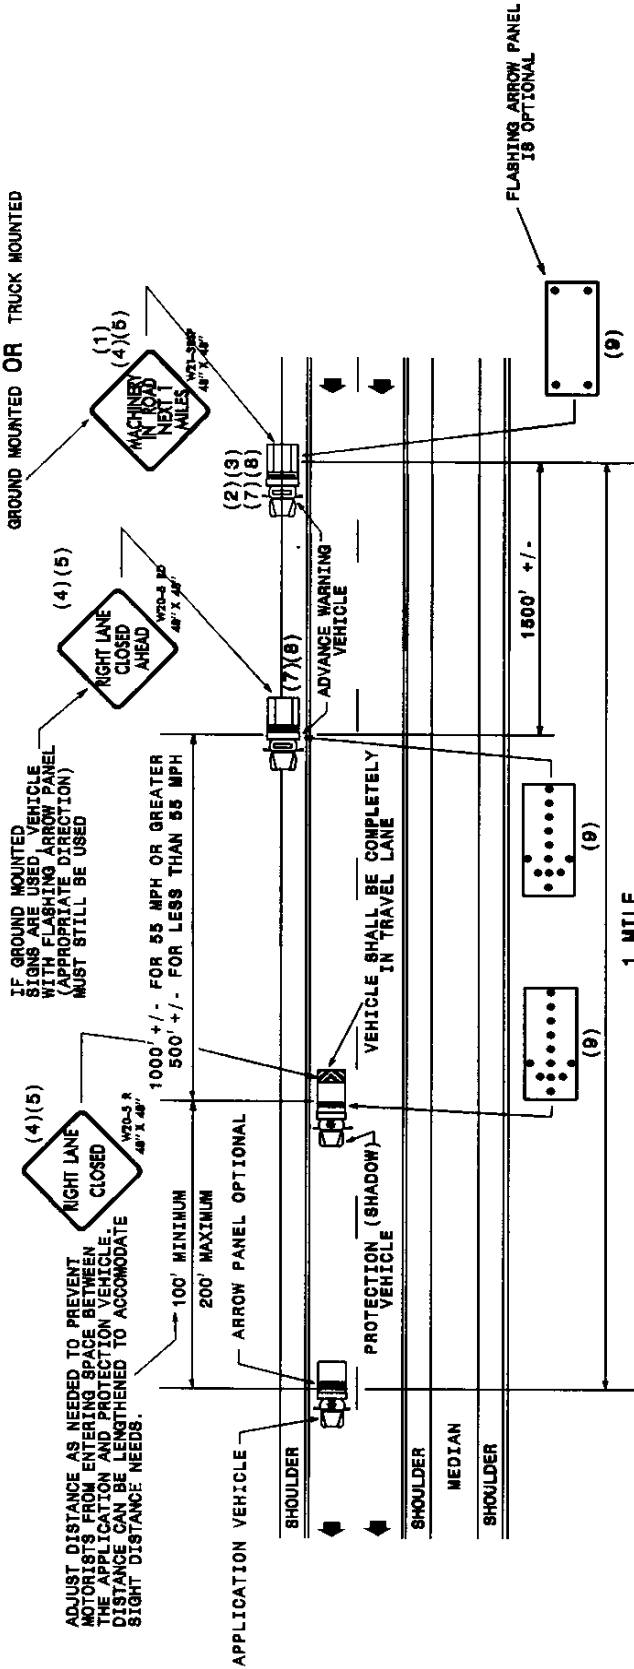 ADJUST DISTANCE AS NEEDED TO PREVENT
MOTORISTS FROM ENTERING SPACE BETWEEN
THE APPLICATION AND PROTECTION VEHICLE.
DISTANCE CAN BE LENGTHENED TO ACCOMODATE
SIGHT DISTANCE NEEDS.
(4)(5)
RIGHT LANE
CLOSED
W20-5 R
48" X 48"
IF GROUND MOUNTED
SIGNS ARE USED, VEHICLE
WITH FLASHING ARROW PANEL
(APPROPRIATE DIRECTION)
MUST STILL BE USED
(4)(5)
RIGHT LANE
CLOSED
AHEAD
48" X 48"
GROUND MOUNTED OR TRUCK MOUNTED
(1)
(4)(5)
MACHINERY
IN ROAD
NEXT 1
MILES
48" X 48"
100' MINIMUM
200' MAXIMUM
1000' +/- FOR 55 MPH OR GREATER
500' +/- FOR LESS THAN 55 MPH
APPLICATION VEHICLE
ARROW PANEL OPTIONAL
(7)(8)
(2)(3)
(7)(8)
ADVANCE WARNING
VEHICLE
SHOULDER
PROTECTION (SHADOW)
VEHICLE
VEHICLE SHALL BE COMPLETELY
IN TRAVEL LANE
SHOULDER
MEDIAN
SHOULDER
1500' +/-
FLASHING ARROW PANEL
IS OPTIONAL
(9)
(9)
(9)
1 MILE